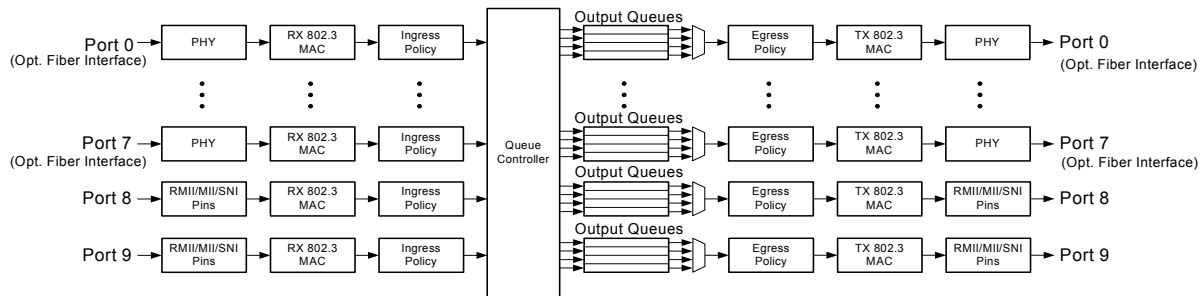 Output Queues
Port 0
(Opt. Fiber Interface)
PHY
RX 802.3
MAC
Ingress
Policy
Egress
Policy
TX 802.3
MAC
PHY
Port 0
(Opt. Fiber Interface)
Output Queues
Port 7
(Opt. Fiber Interface)
PHY
RX 802.3
MAC
Ingress
Policy
Queue
Controller
Egress
Policy
TX 802.3
MAC
PHY
Port 7
(Opt. Fiber Interface)
Output Queues
Port 8
RMII/MII/SNI
Pins
RX 802.3
MAC
Ingress
Policy
Egress
Policy
TX 802.3
MAC
RMII/MII/SNI
Pins
Port 8
Output Queues
Port 9
RMII/MII/SNI
Pins
RX 802.3
MAC
Ingress
Policy
Egress
Policy
TX 802.3
MAC
RMII/MII/SNI
Pins
Port 9